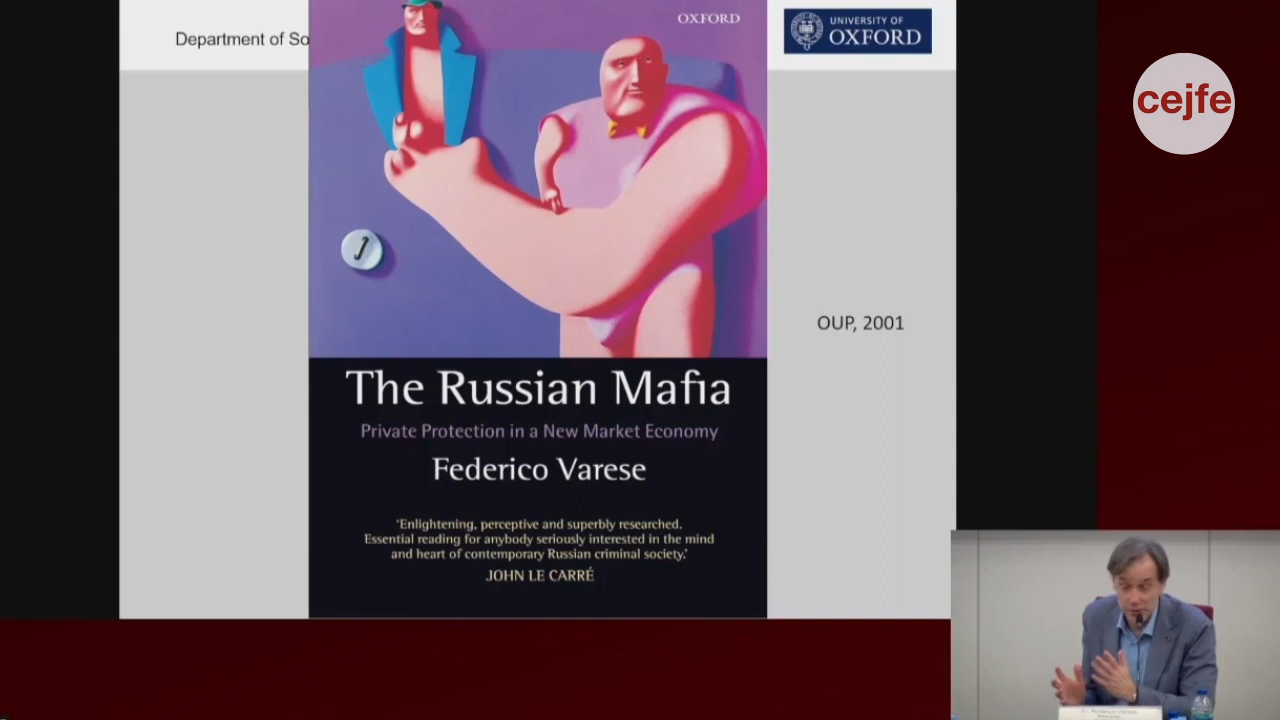 Department of So
OXFORD
UNIVERSITY OF
OXFORD
cejfe
OUP, 2001
The Russian Mafia
Private Protection in a New Market Economy
Federico Varese
'Enlightening, perceptive and superbly researched.
Essential reading for anybody seriously interested in the mind
and heart of contemporary Russian criminal society.'
JOHN LE CARRÉ